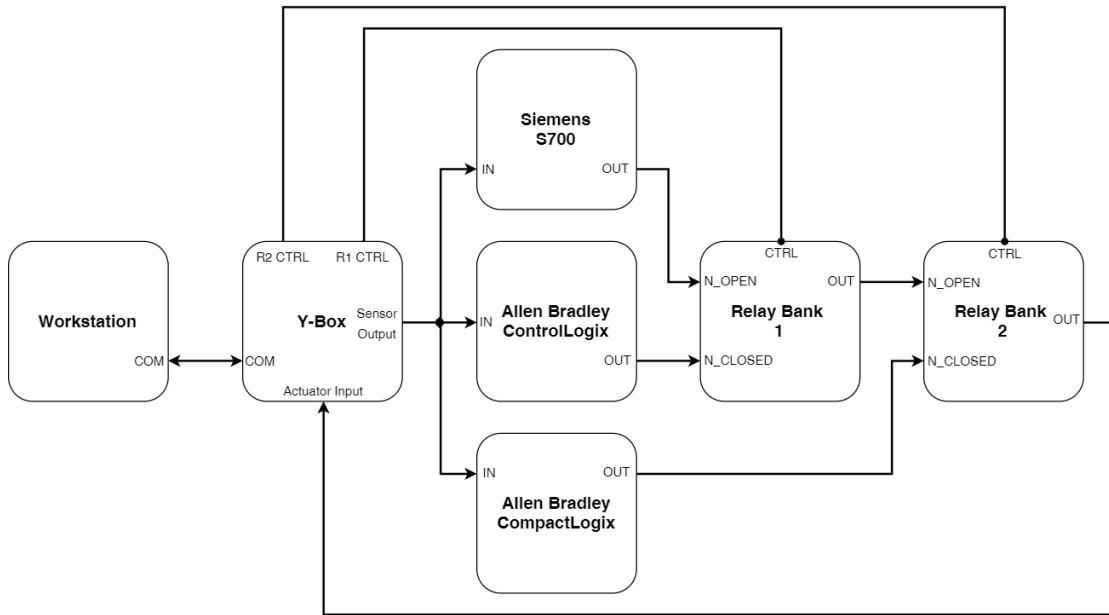 Siemens
S700
IN
OUT
R2 CTRL
R1 CTRL
CTRL
CTRL
N_OPEN
OUT
N_OPEN
Workstation
Y-Box
Sensor
Output
IN
Allen Bradley
ControlLogix
Relay Bank
1
Relay Bank
2
OUT
COM
COM
OUT
N_CLOSED
N_CLOSED
Actuator Input
IN
OUT
Allen Bradley
CompactLogix